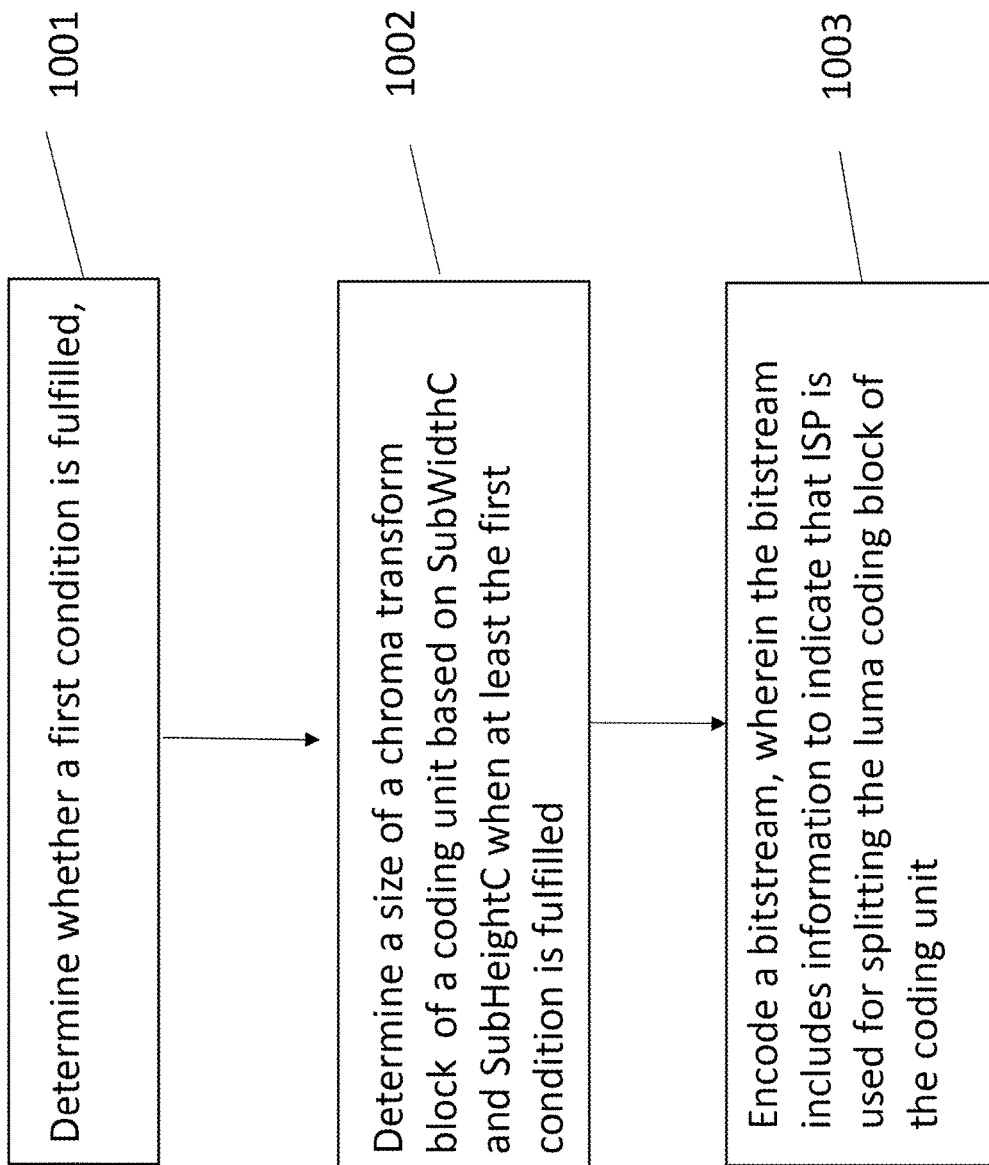 Determine whether a first condition is fulfilled,
1001
Determine a size of a chroma transform
block of a coding unit based on SubWidthC
and SubHeightC when at least the first
condition is fulfilled
1002
Encode a bitstream, wherein the bitstream
includes information to indicate that ISP is
used for splitting the luma coding block of
the coding unit
1003